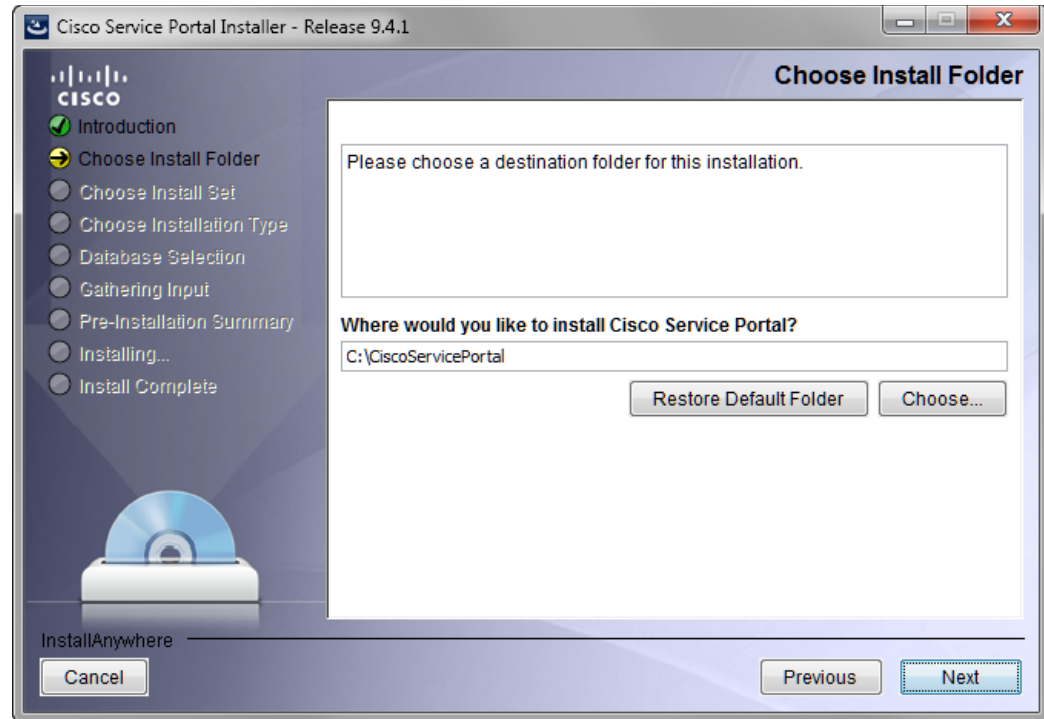 Cisco Service Portal Installer - Release 9.4.1
Choose Install Folder
CISCO
Introduction
Choose Install Folder
Choose Install Set
Choose Installation Type
Database Selection
Gathering Input
Pre-Installation Summary
Installing...
Install Complete
Please choose a destination folder for this installation.
Where would you like to install Cisco Service Portal?
C:\CiscoServicePortal
Restore Default Folder
Choose...
InstallAnywhere
Cancel
Previous
Next